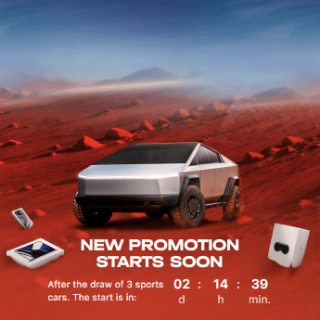 NEW PROMOTION
STARTS SOON
After the draw of 3 sports
cars. The start is in:
02 : 14 : 39
d h min.